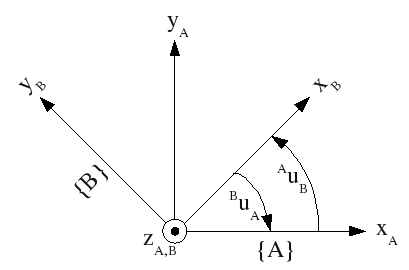 y_A
y_B
x_B
{B}
^A u_B
^B u_A
z_A,B
x_A
{A}